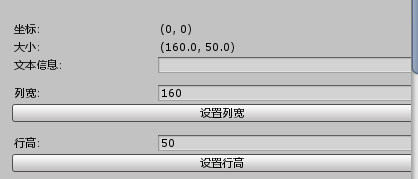 坐标: (0, 0)
大小: (160.0, 50.0)
文本信息:
列宽: 160
设置列宽
行高: 50
设置行高